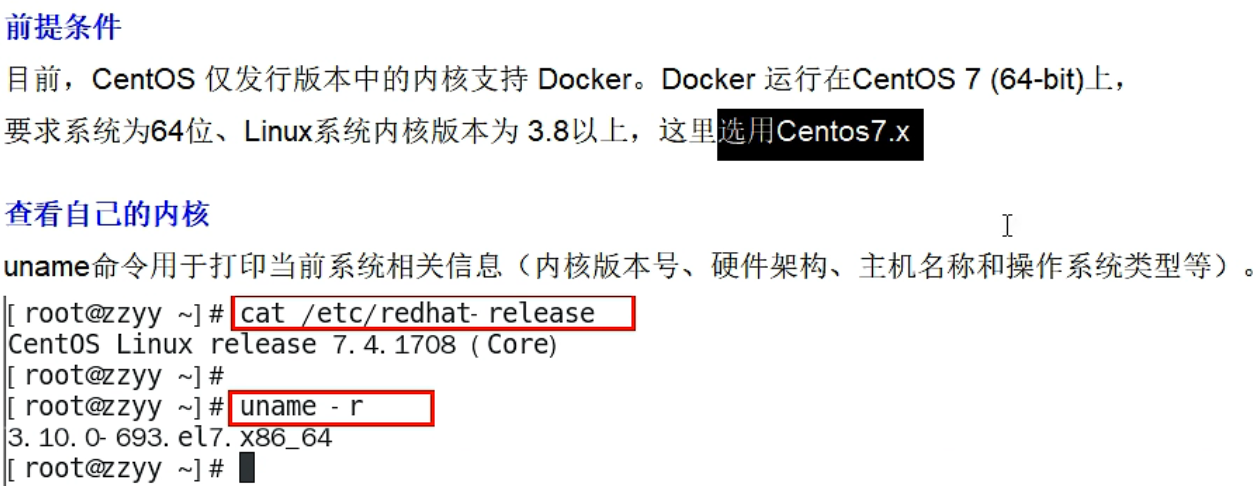 前提条件
目前，CentOS 仅发行版本中的内核支持 Docker。Docker 运行在CentOS 7 (64-bit)上，
要求系统为64位、Linux系统内核版本为 3.8以上，这里选用Centos7.x
查看自己的内核
uname命令用于打印当前系统相关信息（内核版本号、硬件架构、主机名称和操作系统类型等）。
[root@zzyy ~]# cat /etc/redhat-release
CentOS Linux release 7.4.1708 (Core)
[root@zzyy ~]#
[root@zzyy ~]# uname -r
3.10.0-693.el7.x86_64
[root@zzyy ~]#